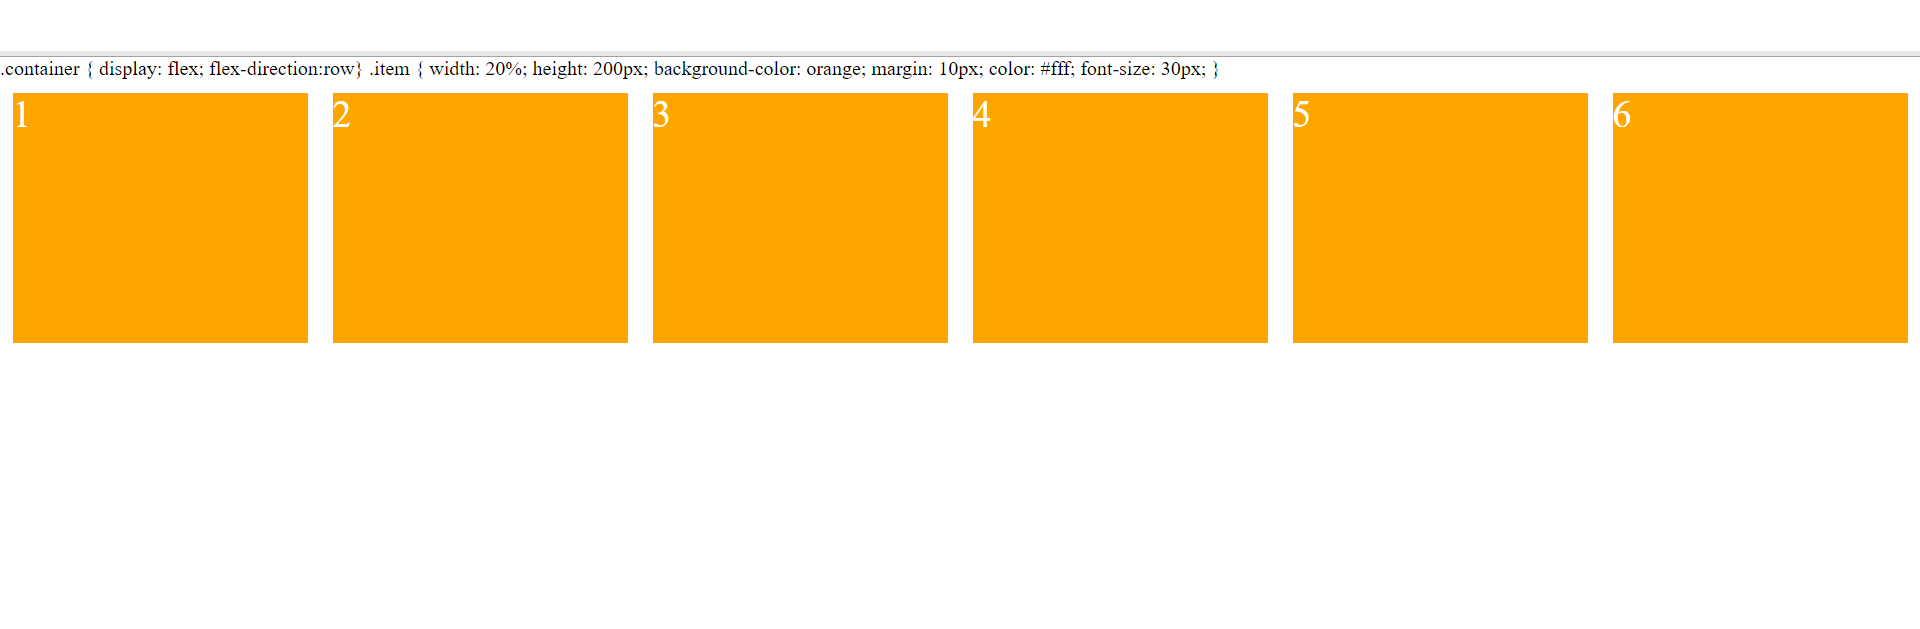 .container { display: flex; flex-direction:row} .item { width: 20%; height: 200px; background-color: orange; margin: 10px; color: #fff; font-size: 30px; }
1 2 3 4 5 6